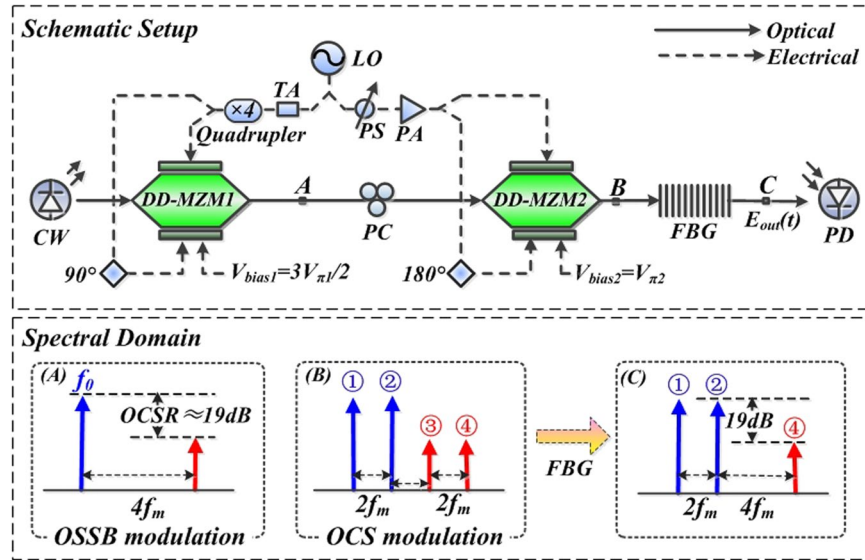 Schematic Setup
Optical
Electrical
LO
TA
×4
Quadrupler
PS
PA
CW
DD-MZM1
A
PC
DD-MZM2
B
FBG
C
E_out(t)
PD
90°
V_bias1=3V_π1/2
180°
V_bias2=V_π2
Spectral Domain
(A)
f_0
OCSR≈19dB
4f_m
OSSB modulation
(B)
① ②
③ ④
2f_m 2f_m
OCS modulation
FBG
(C)
① ②
19dB
④
2f_m 4f_m